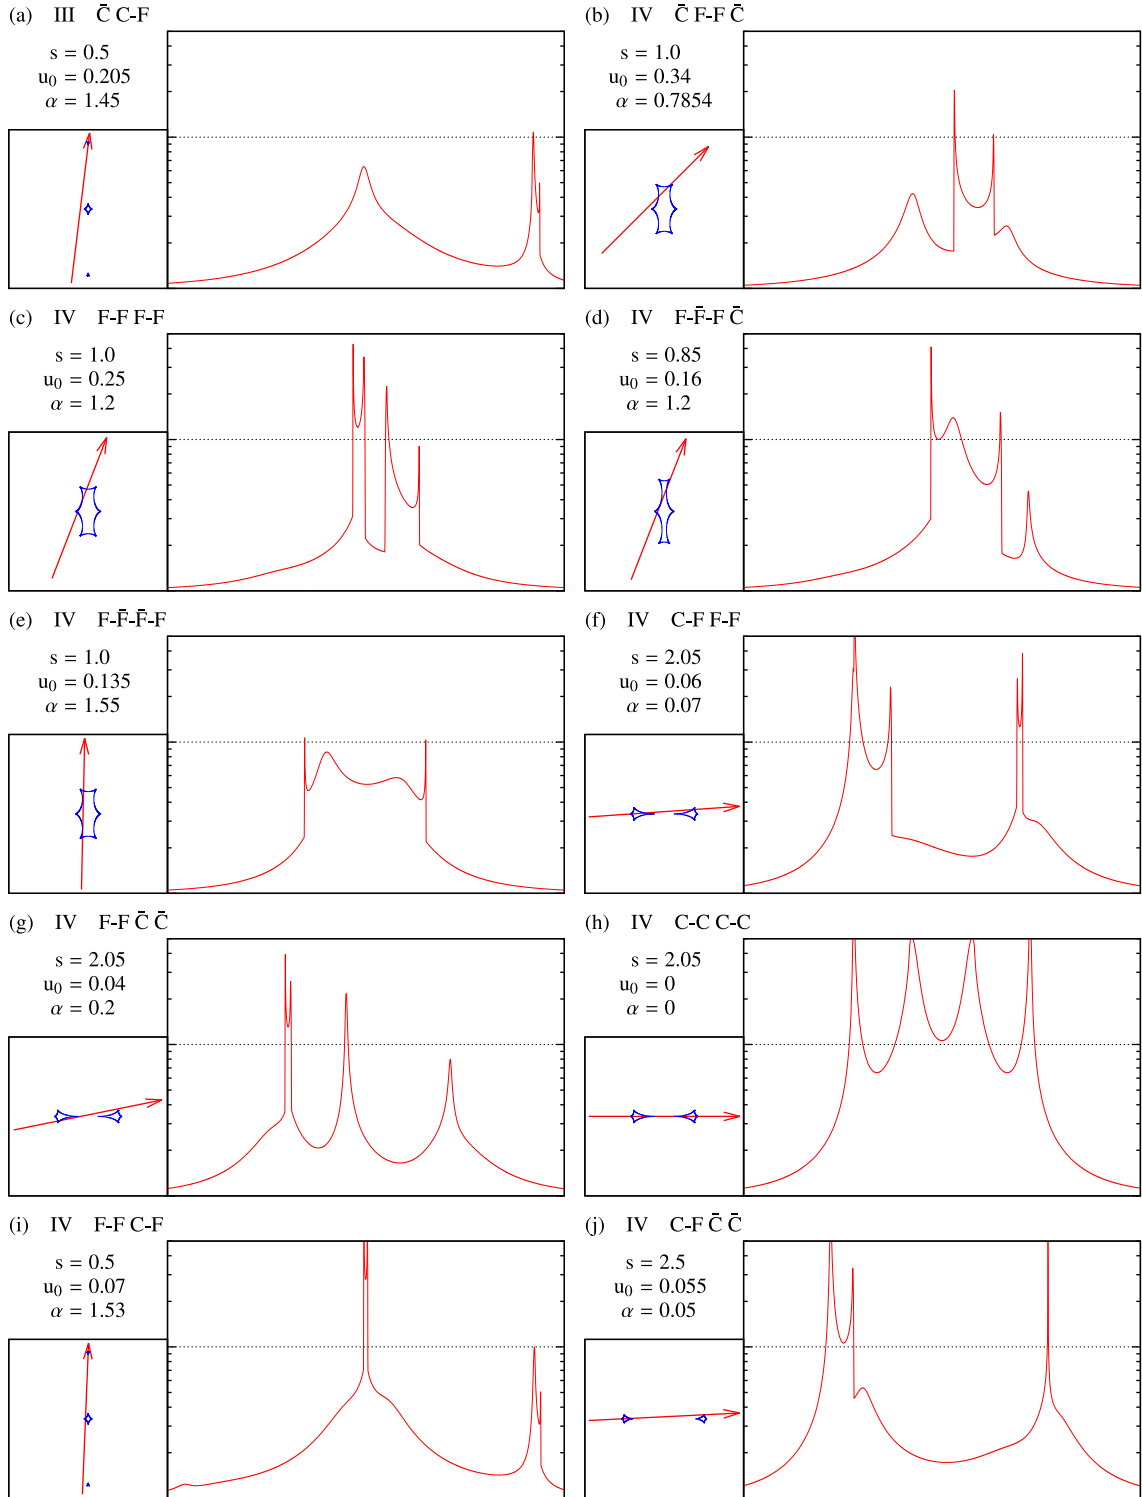 (a) III C̄ C-F
s = 0.5
u₀ = 0.205
α = 1.45
(b) IV C̄ F-F C̄
s = 1.0
u₀ = 0.34
α = 0.7854
(c) IV F-F F-F
s = 1.0
u₀ = 0.25
α = 1.2
(d) IV F-F̄-F C̄
s = 0.85
u₀ = 0.16
α = 1.2
(e) IV F-F̄-F̄-F
s = 1.0
u₀ = 0.135
α = 1.55
(f) IV C-F F-F
s = 2.05
u₀ = 0.06
α = 0.07
(g) IV F-F C̄ C̄
s = 2.05
u₀ = 0.04
α = 0.2
(h) IV C-C C-C
s = 2.05
u₀ = 0
α = 0
(i) IV F-F C-F
s = 0.5
u₀ = 0.07
α = 1.53
(j) IV C-F C̄ C̄
s = 2.5
u₀ = 0.055
α = 0.05